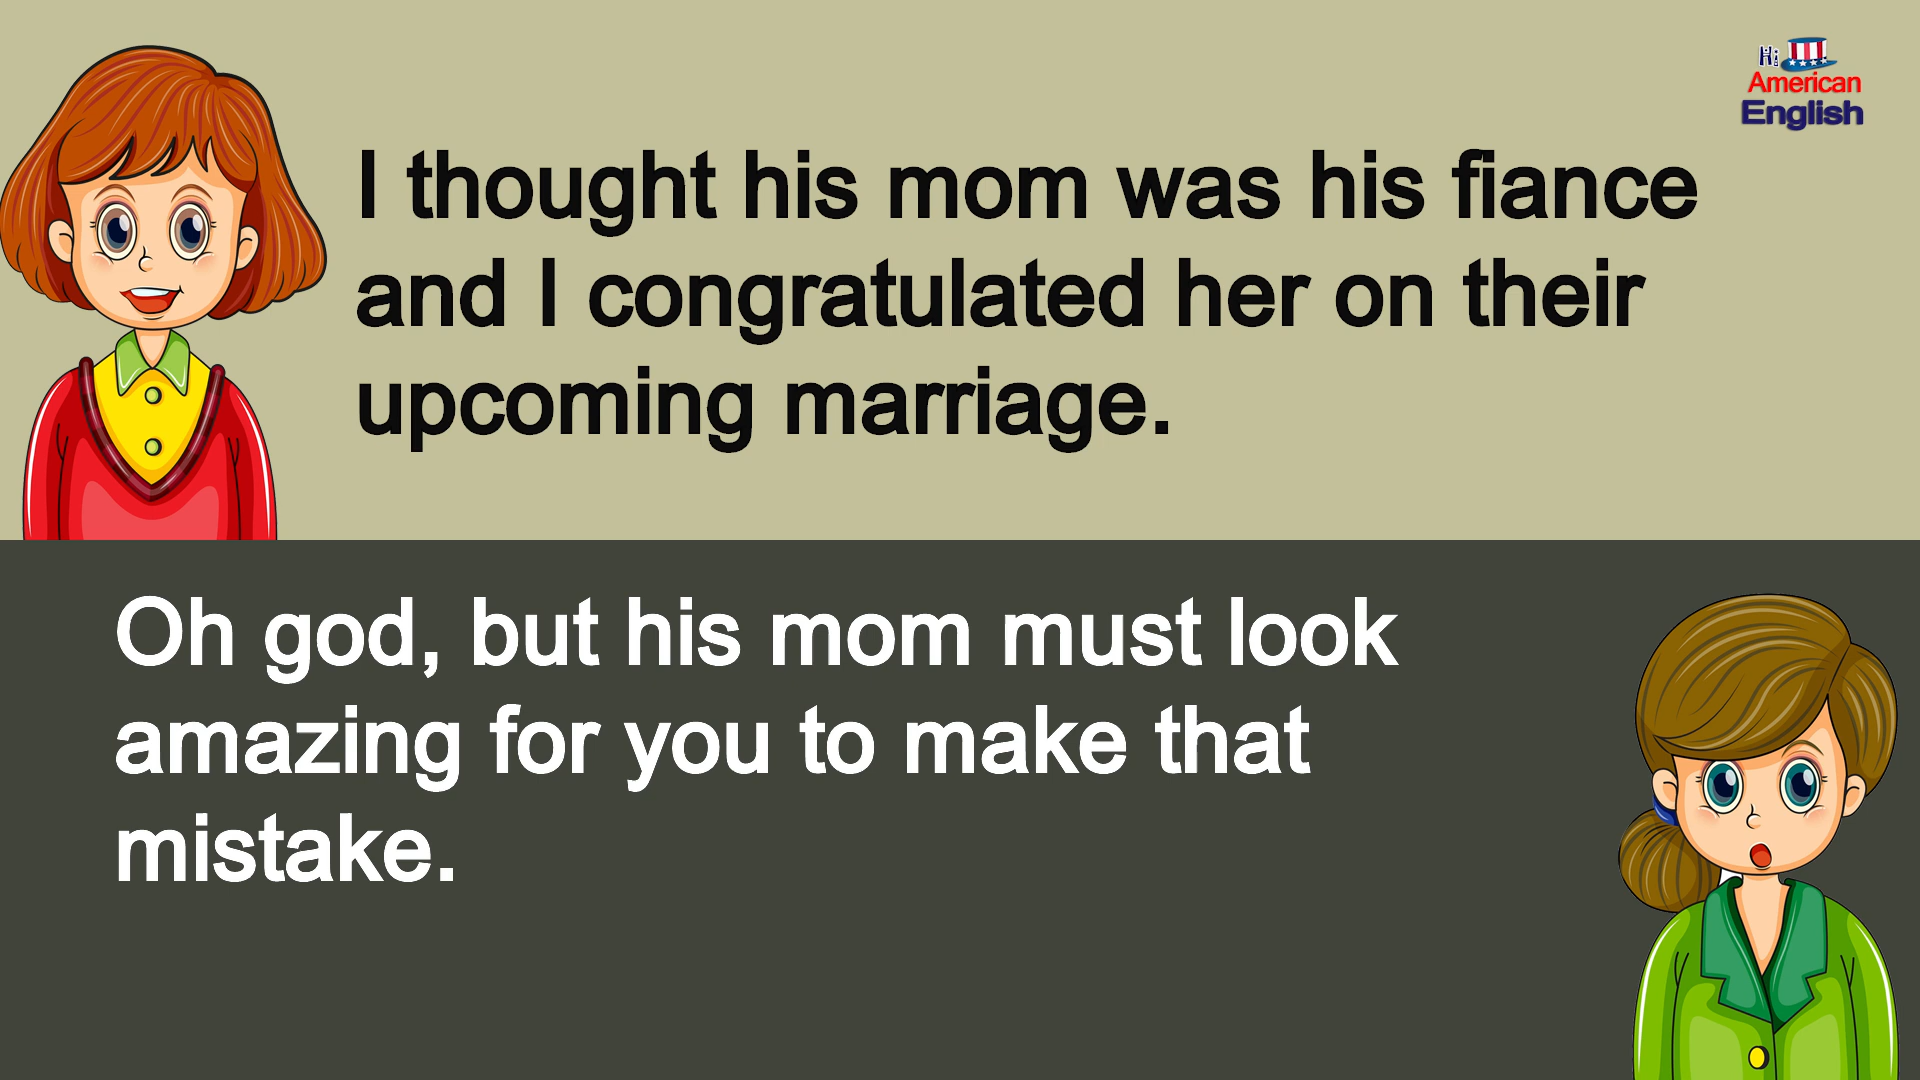 Hi
American
English
I thought his mom was his fiance
and I congratulated her on their
upcoming marriage.
Oh god, but his mom must look
amazing for you to make that
mistake.